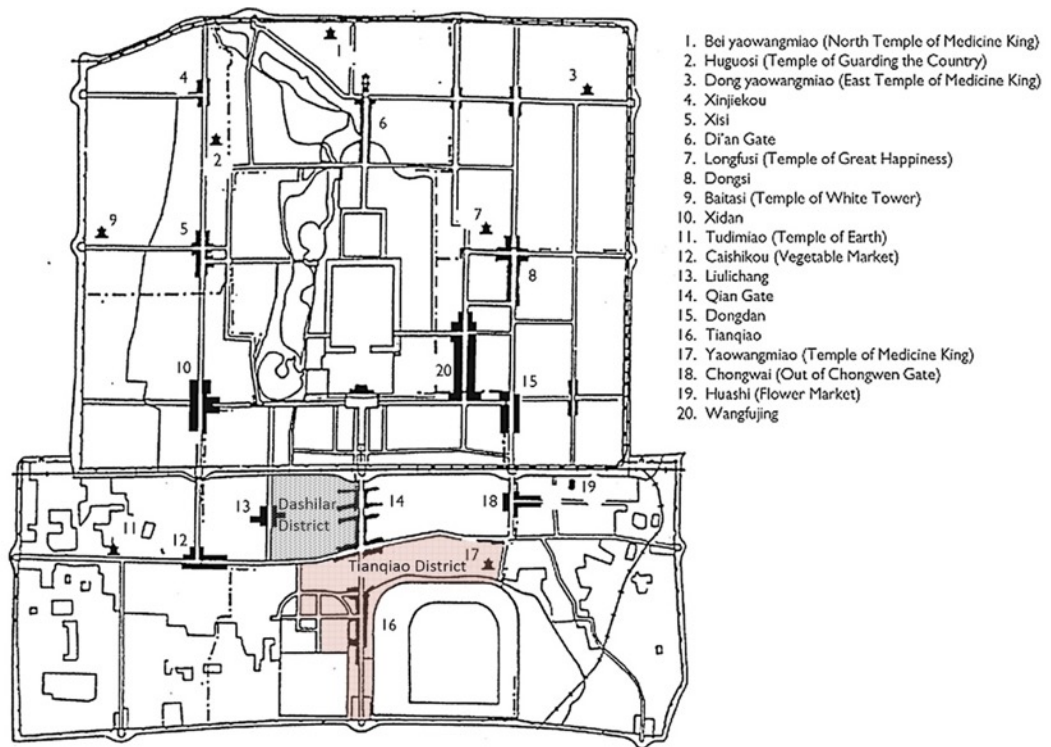 1. Bei yaowangmiao (North Temple of Medicine King)
2. Huguosi (Temple of Guarding the Country)
3. Dong yaowangmiao (East Temple of Medicine King)
4. Xinjiekou
5. Xisi
6. Di'an Gate
7. Longfusi (Temple of Great Happiness)
8. Dongsi
9. Baitasi (Temple of White Tower)
10. Xidan
11. Tudimiao (Temple of Earth)
12. Caishikou (Vegetable Market)
13. Liulichang
14. Qian Gate
15. Dongdan
16. Tianqiao
17. Yaowangmiao (Temple of Medicine King)
18. Chongwai (Out of Chongwen Gate)
19. Huashi (Flower Market)
20. Wangfujing
1
4
3
6
2
9
5
7
8
10
20
15
13
Dashilar
District
14
18
19
11
12
Tianqiao District
17
16